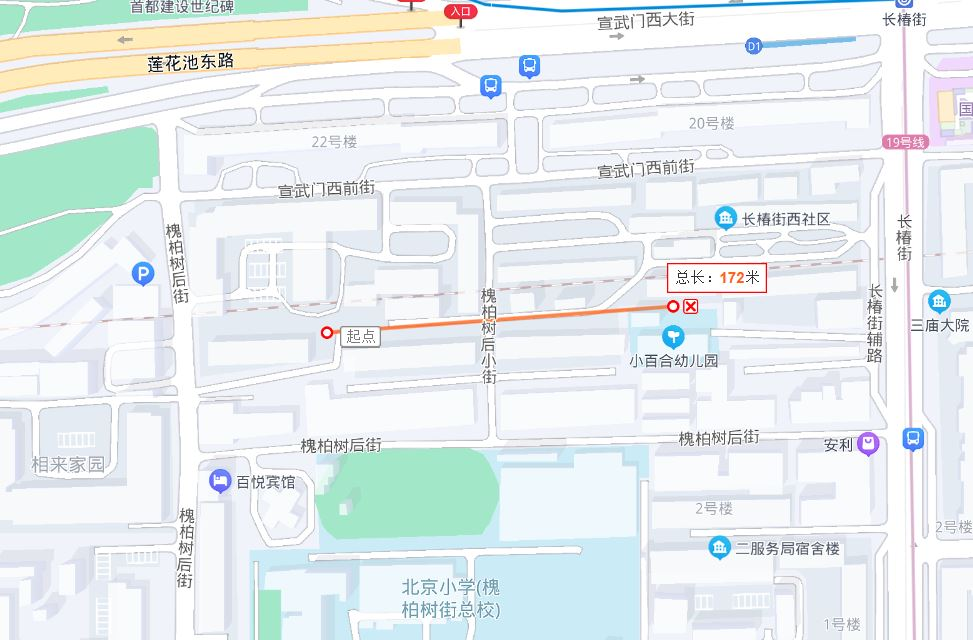 首都建设世纪碑
入口
宣武门西大街
长椿街
莲花池东路
D1
22号楼
20号楼
国
19号线
宣武门西前街
宣武门西前街
槐柏树后街
P
长椿街西社区
长椿街
总长：172米
起点
槐柏树后小街
小百合幼儿园
长椿街辅路
三庙大院
槐柏树后街
槐柏树后街
安利
相来家园
百悦宾馆
2号楼
槐柏树后街
二服务局宿舍楼
2号楼
北京小学(槐
柏树街总校)
1号楼